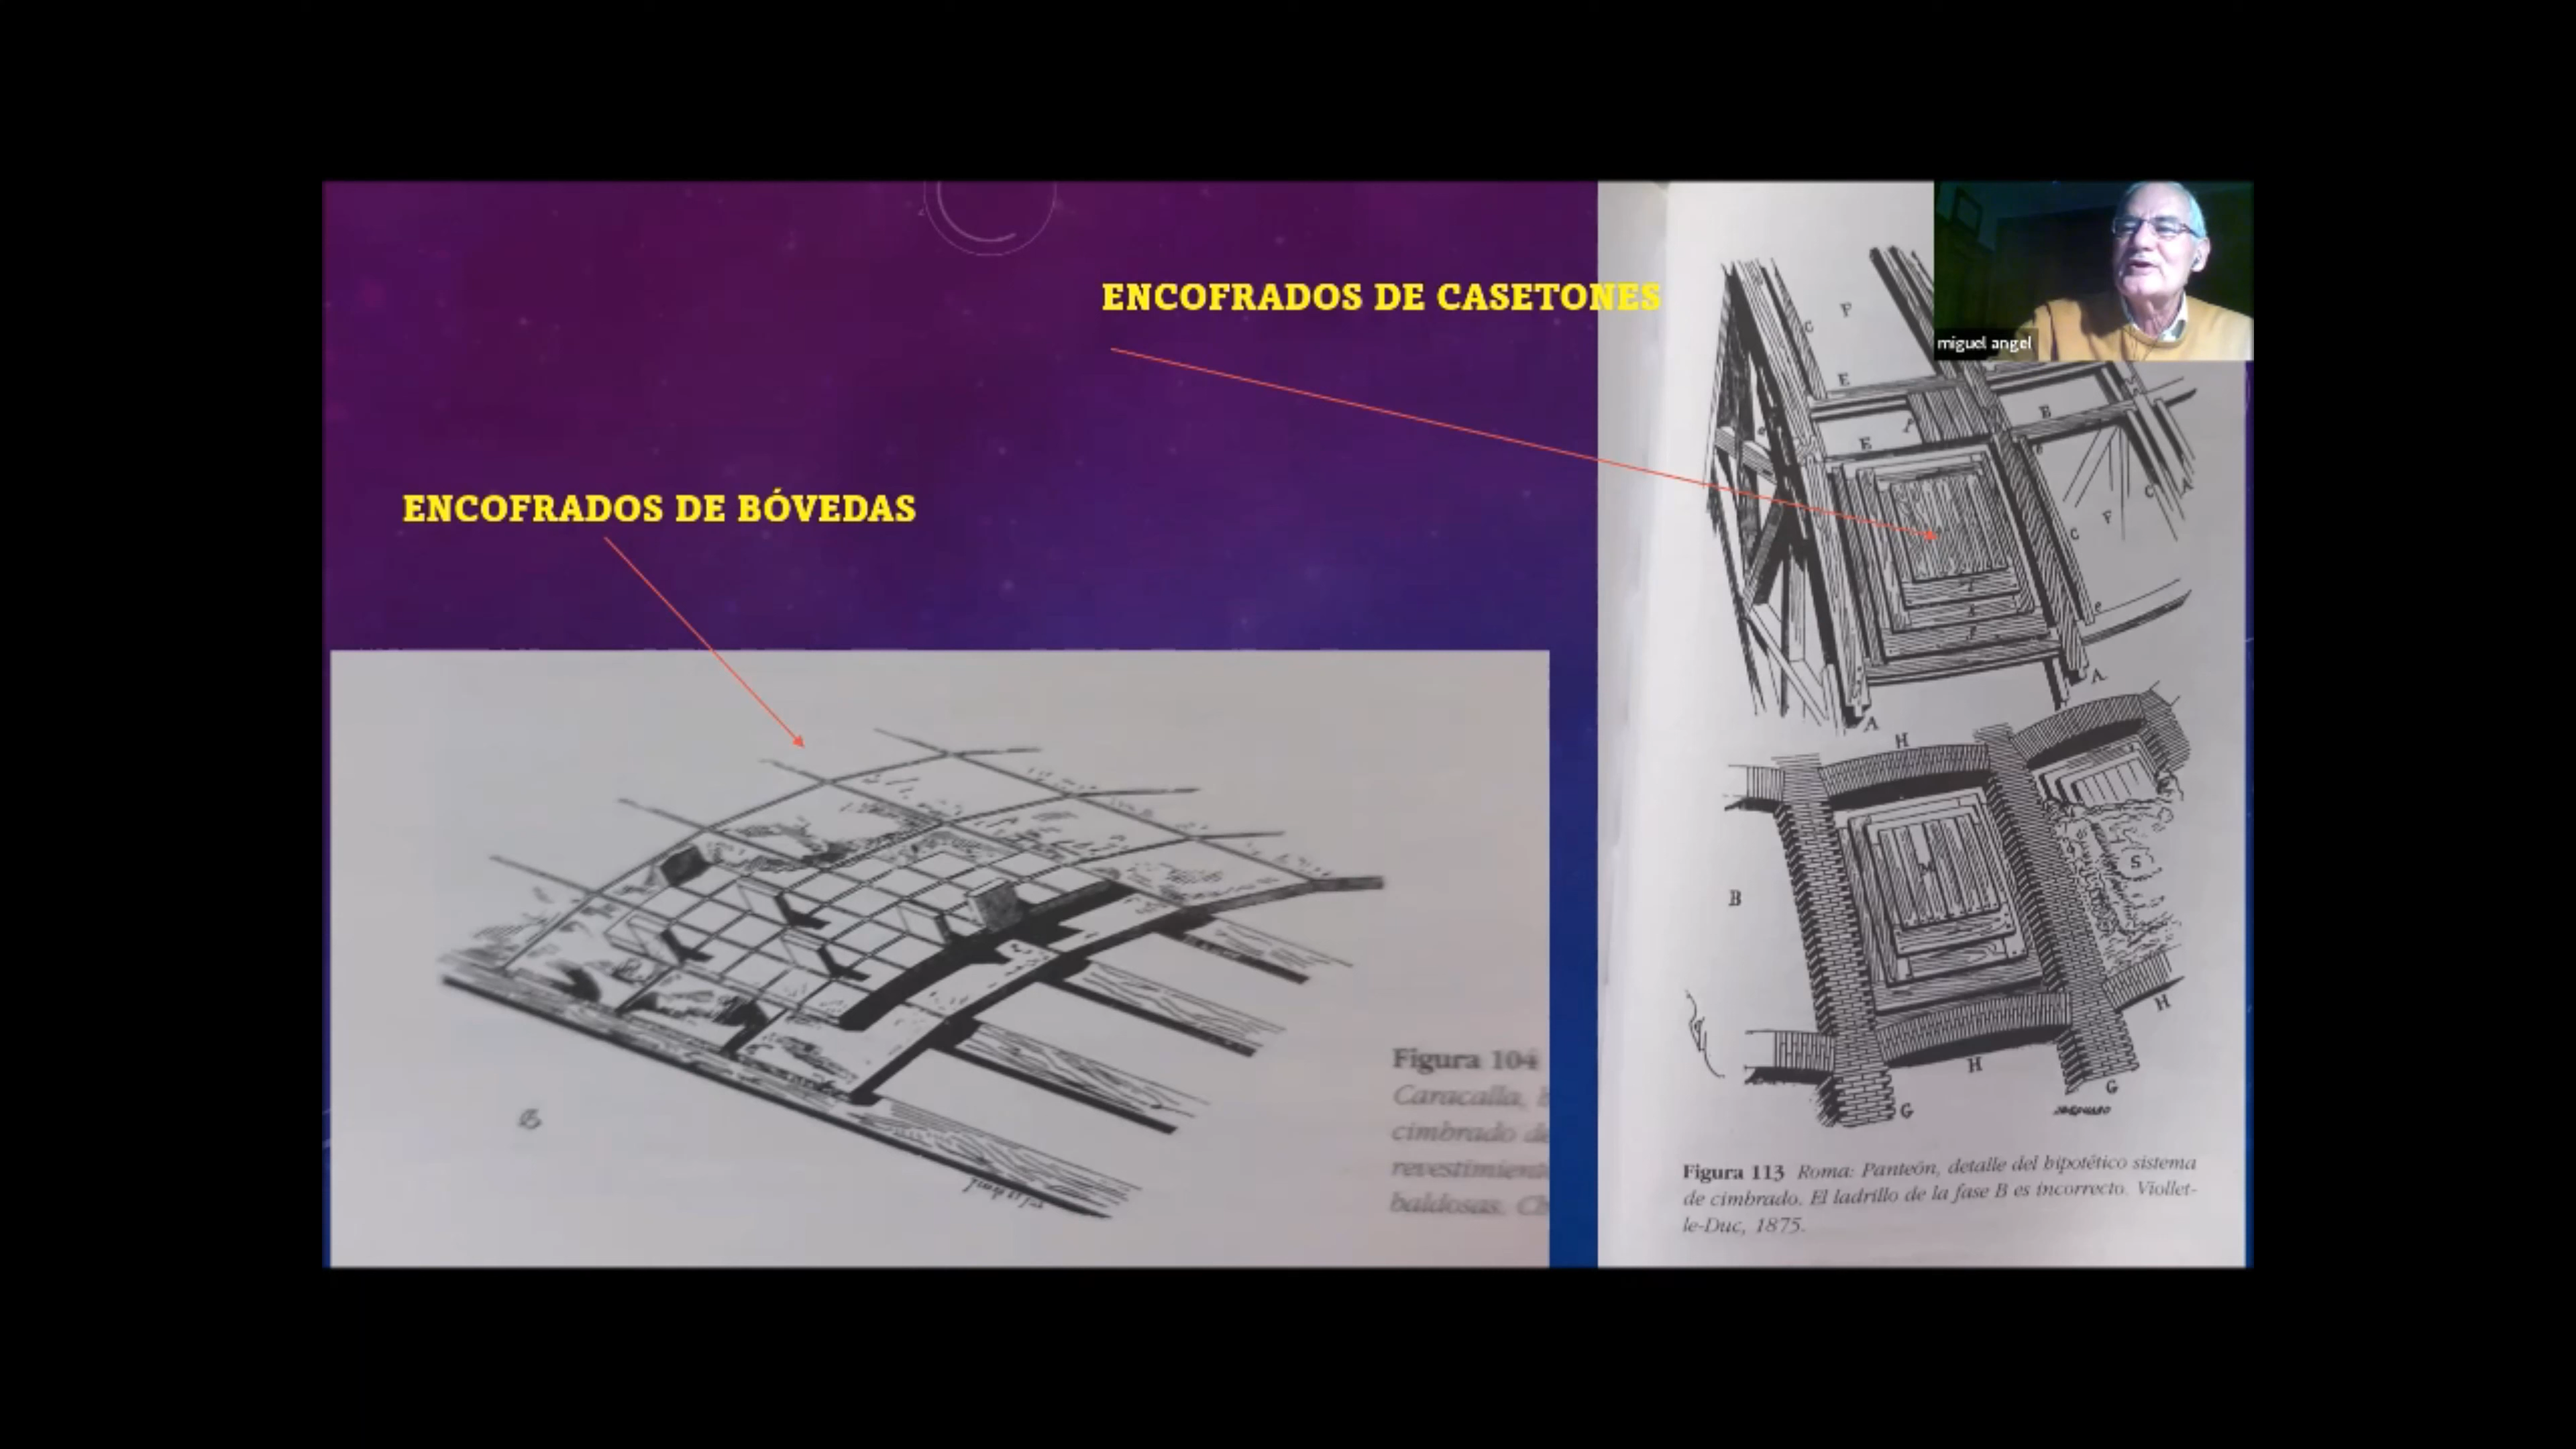 ENCOFRADOS DE CASETONES
miguel angel
ENCOFRADOS DE BÓVEDAS
F
C
E
E
B
C
A
F
C
A
A
H
M
S
B
H
H
G
G
Figura 104
Caracalla,
cimbrado de
baldosas.
Figura 113 Roma: Panteón, detalle del hipotético sistema
de cimbrado. El ladrillo de la fase B es incorrecto. Viollet-
le-Duc, 1875.